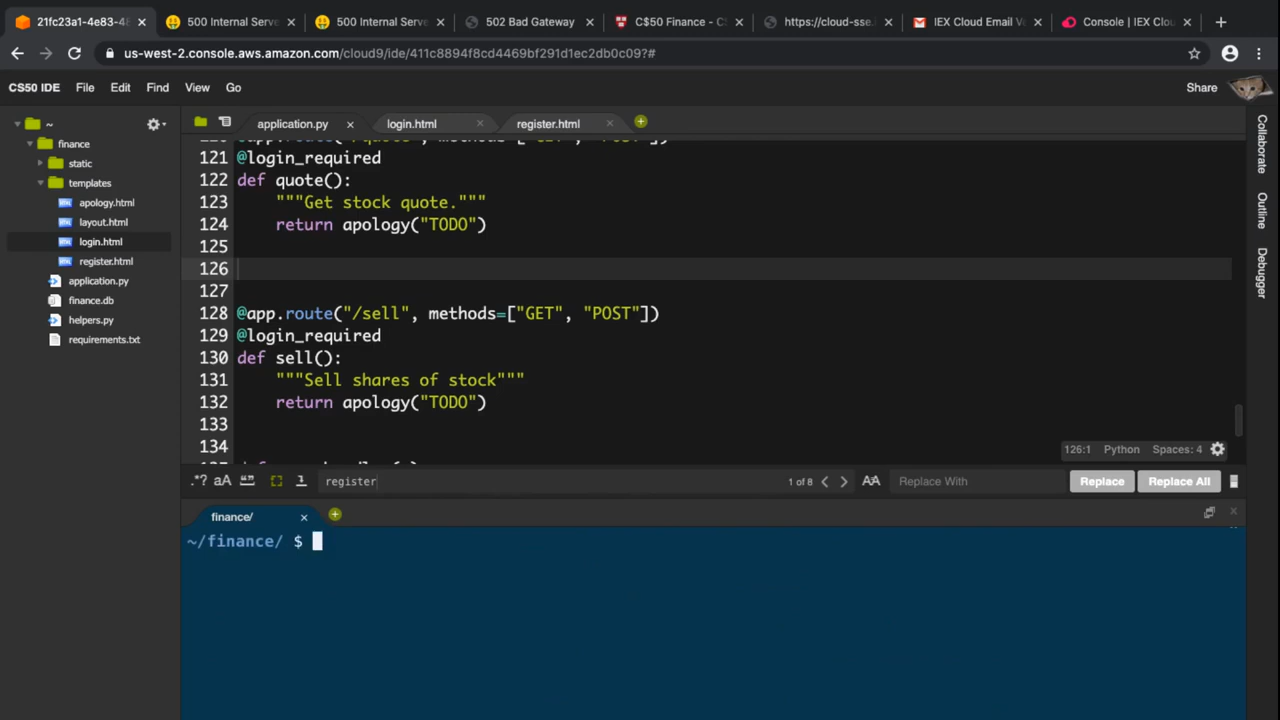 21fc23a1-4e83-48
500 Internal Serve
500 Internal Serve
502 Bad Gateway
C$50 Finance - CS
https://cloud-sse.i
IEX Cloud Email Ve
Console | IEX Clou
us-west-2.console.aws.amazon.com/cloud9/ide/411c8894f8cd4469bf291d1ec2db0c09?#
CS50 IDE File Edit Find View Go Share
~
finance
static
templates
apology.html
layout.html
login.html
register.html
application.py
finance.db
helpers.py
requirements.txt
application.py login.html register.html
121 @login_required
122 def quote():
123 """Get stock quote."""
124 return apology("TODO")
125
126
127
128 @app.route("/sell", methods=["GET", "POST"])
129 @login_required
130 def sell():
131 """Sell shares of stock"""
132 return apology("TODO")
133
134
126:1 Python Spaces: 4
.*? aA register 1 of 8 AA Replace With Replace Replace All
finance/
~/finance/ $
Collaborate
Outline
Debugger